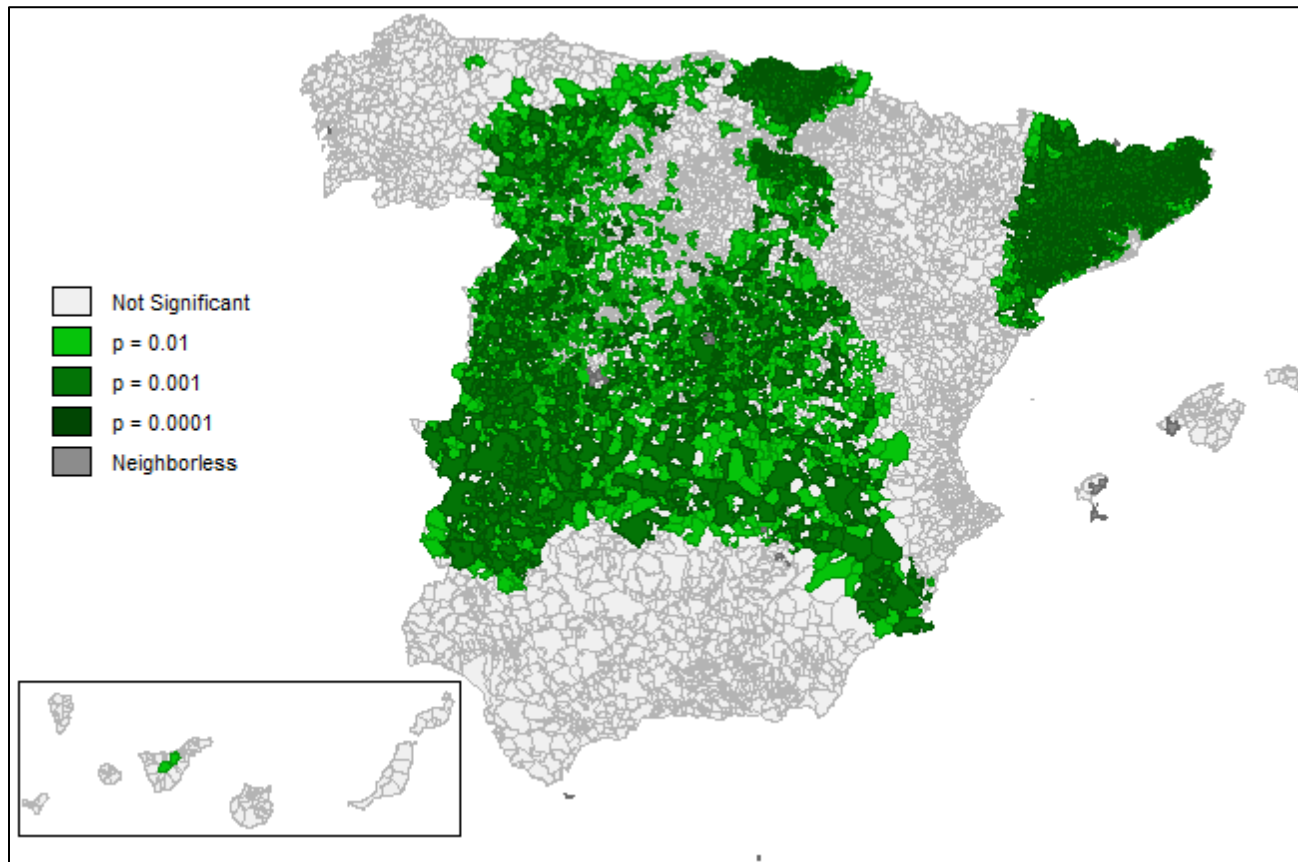 Not Significant
p = 0.01
p = 0.001
p = 0.0001
Neighborless